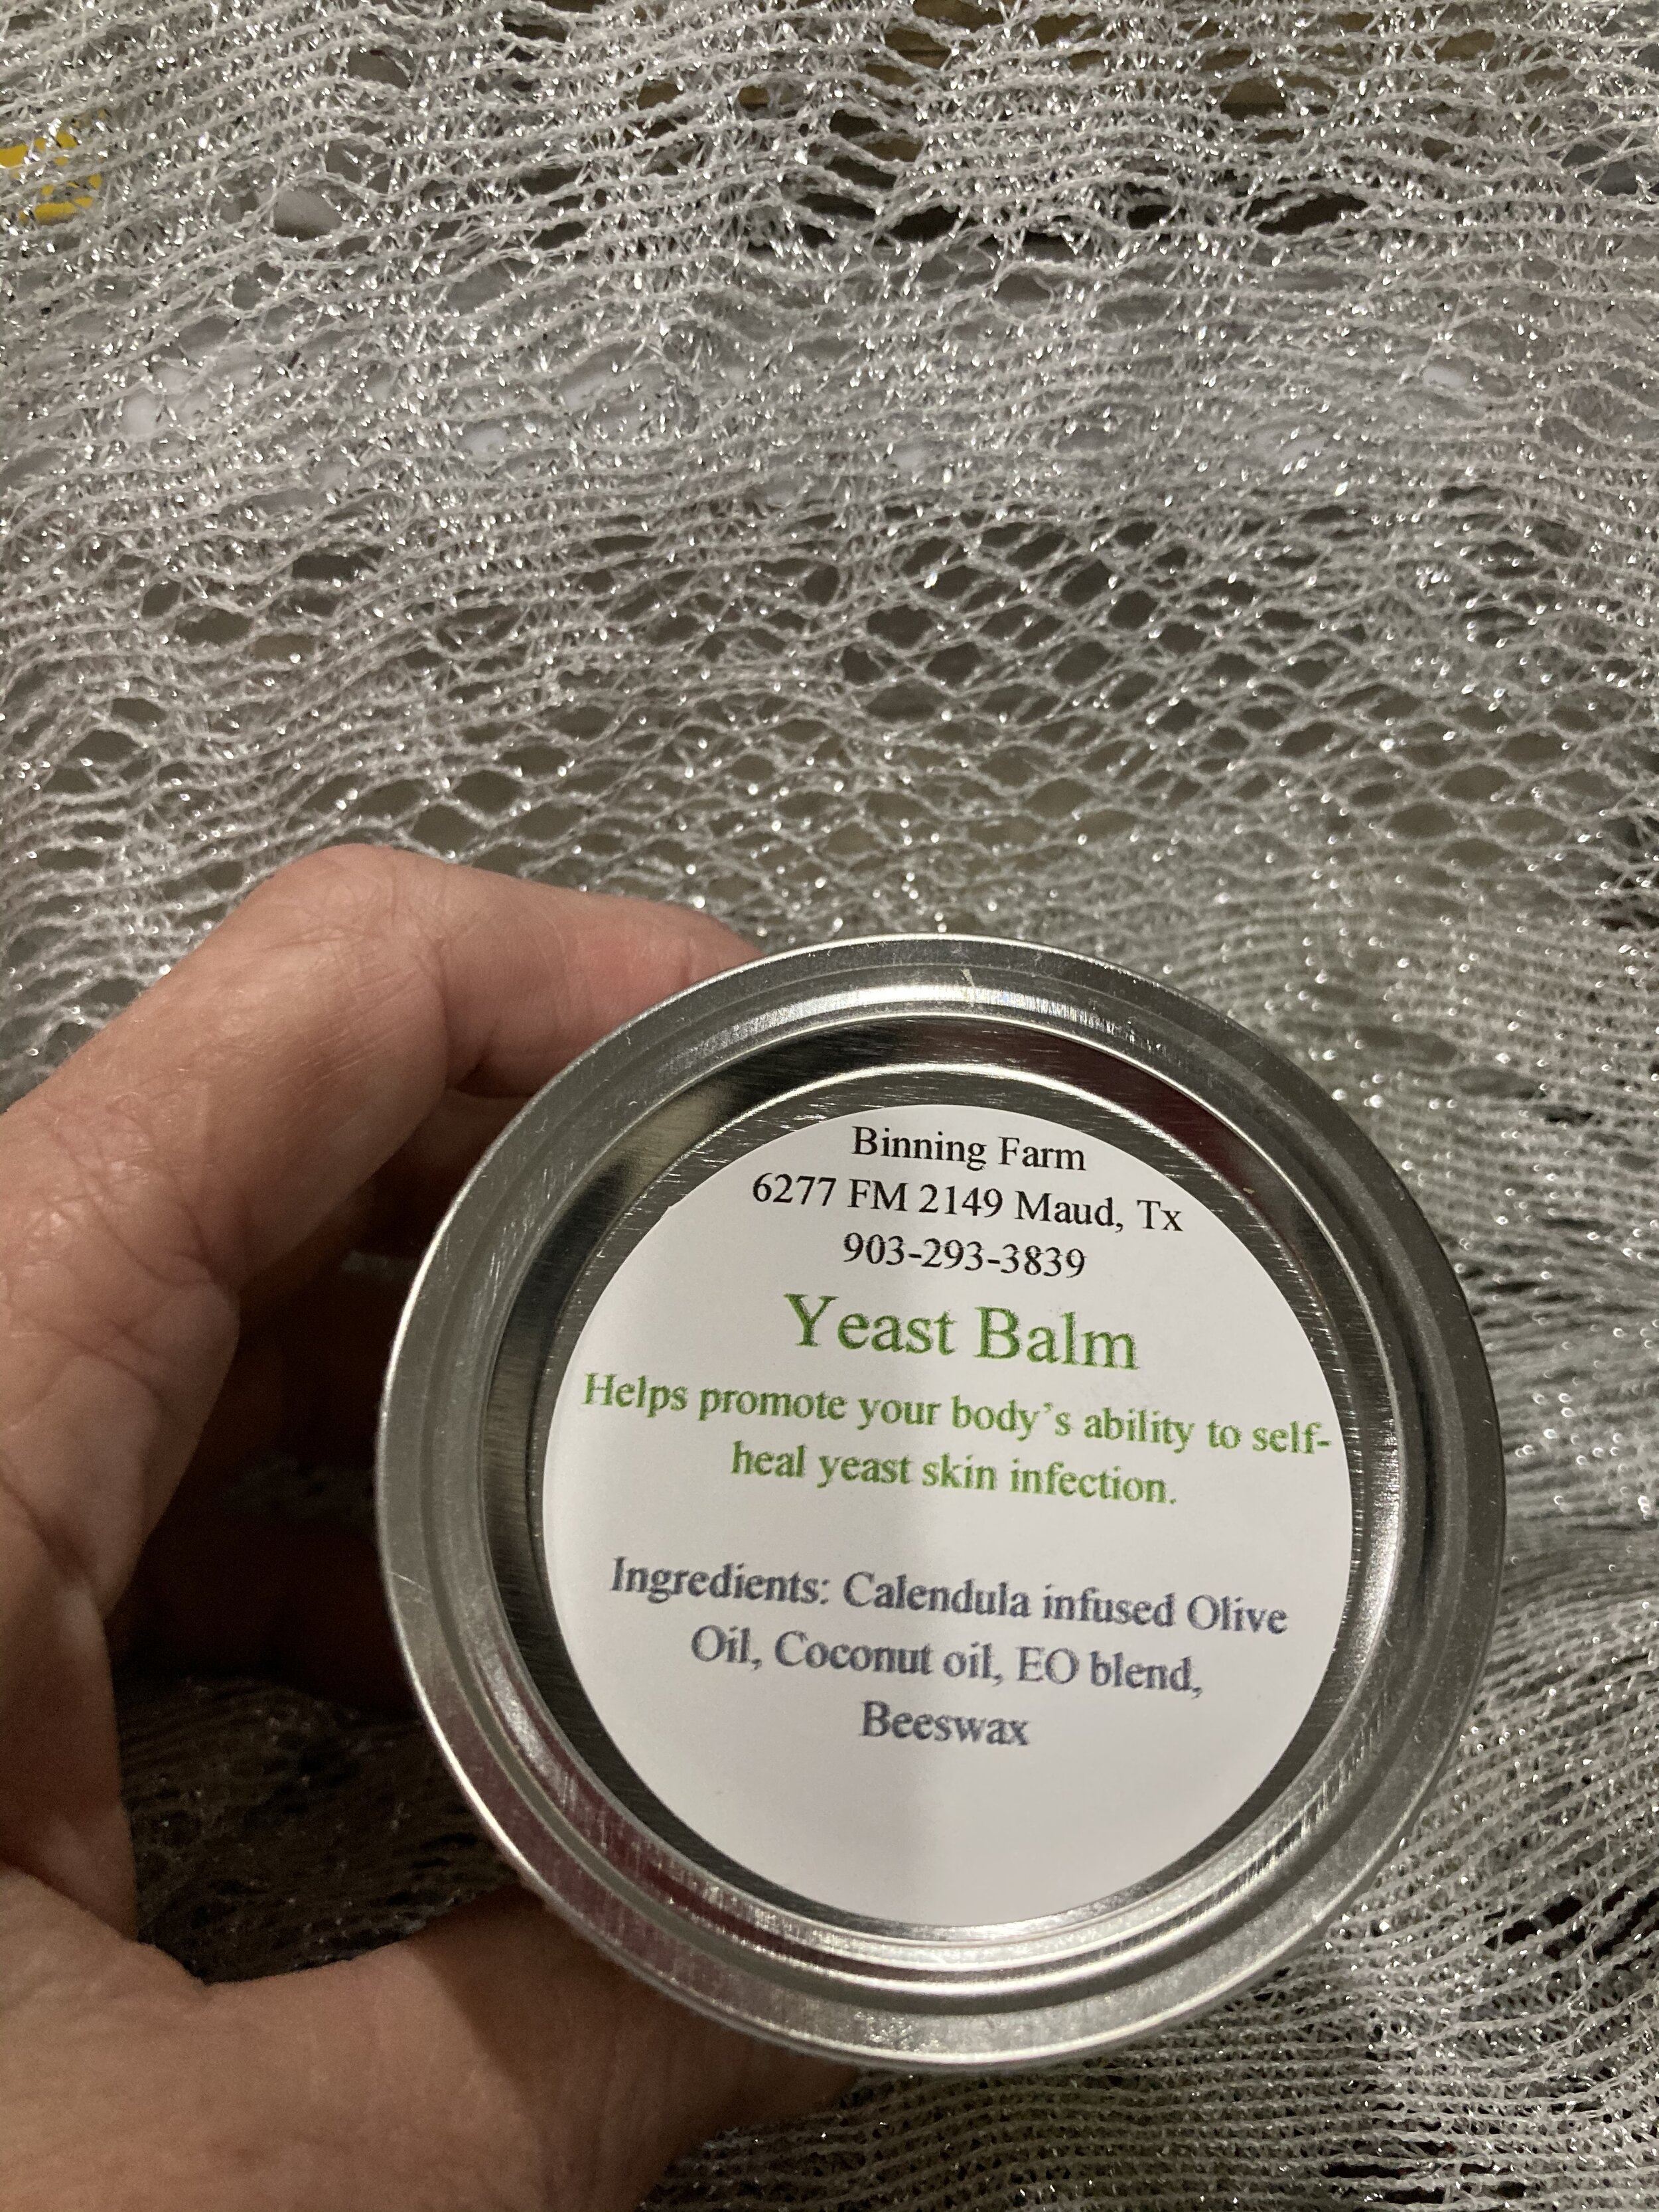 Binning Farm
6277 FM 2149 Maud, Tx
903-293-3839
Yeast Balm
Helps promote your body's ability to self-
heal yeast skin infection.
Ingredients: Calendula infused Olive
Oil, Coconut oil, EO blend,
Beeswax